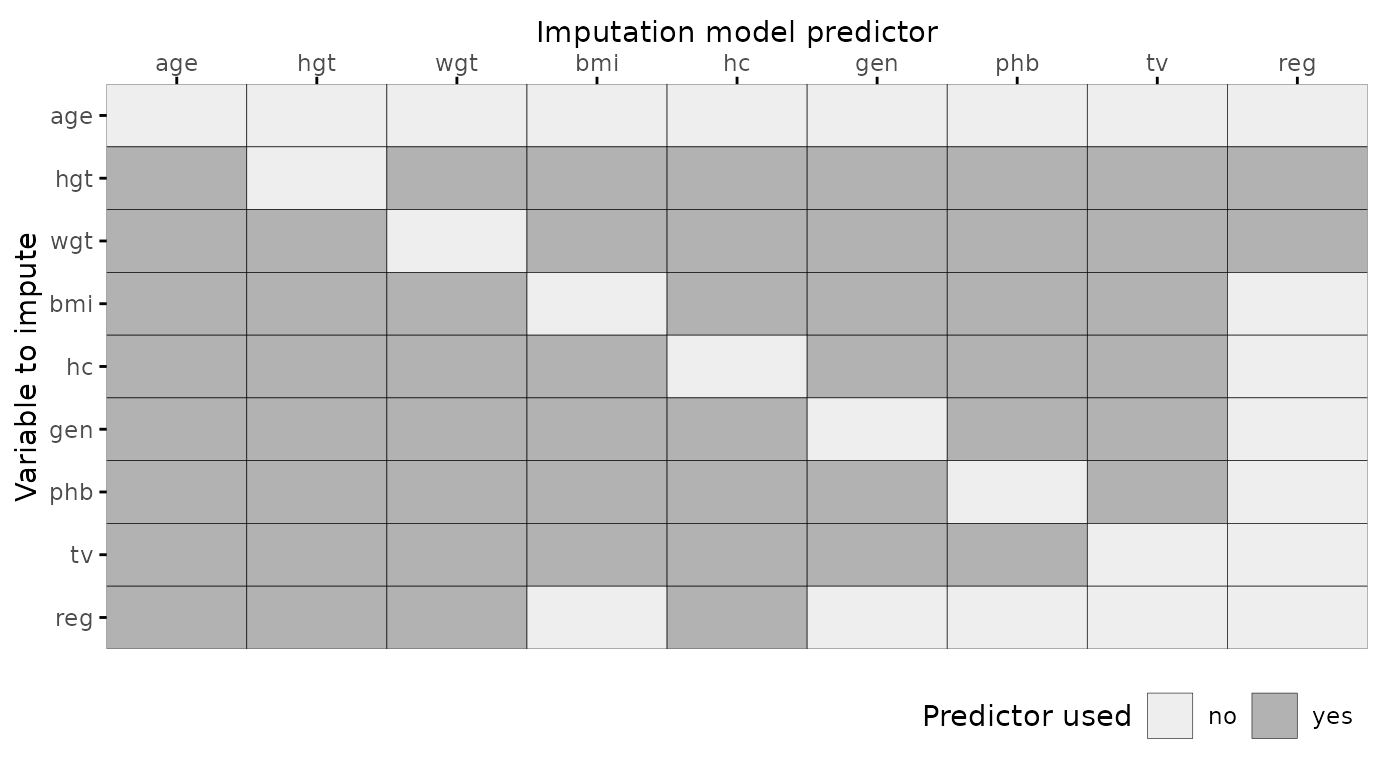 Imputation model predictor
age hgt wgt bmi hc gen phb tv reg
Variable to impute
age
hgt
wgt
bmi
hc
gen
phb
tv
reg
Predictor used no yes